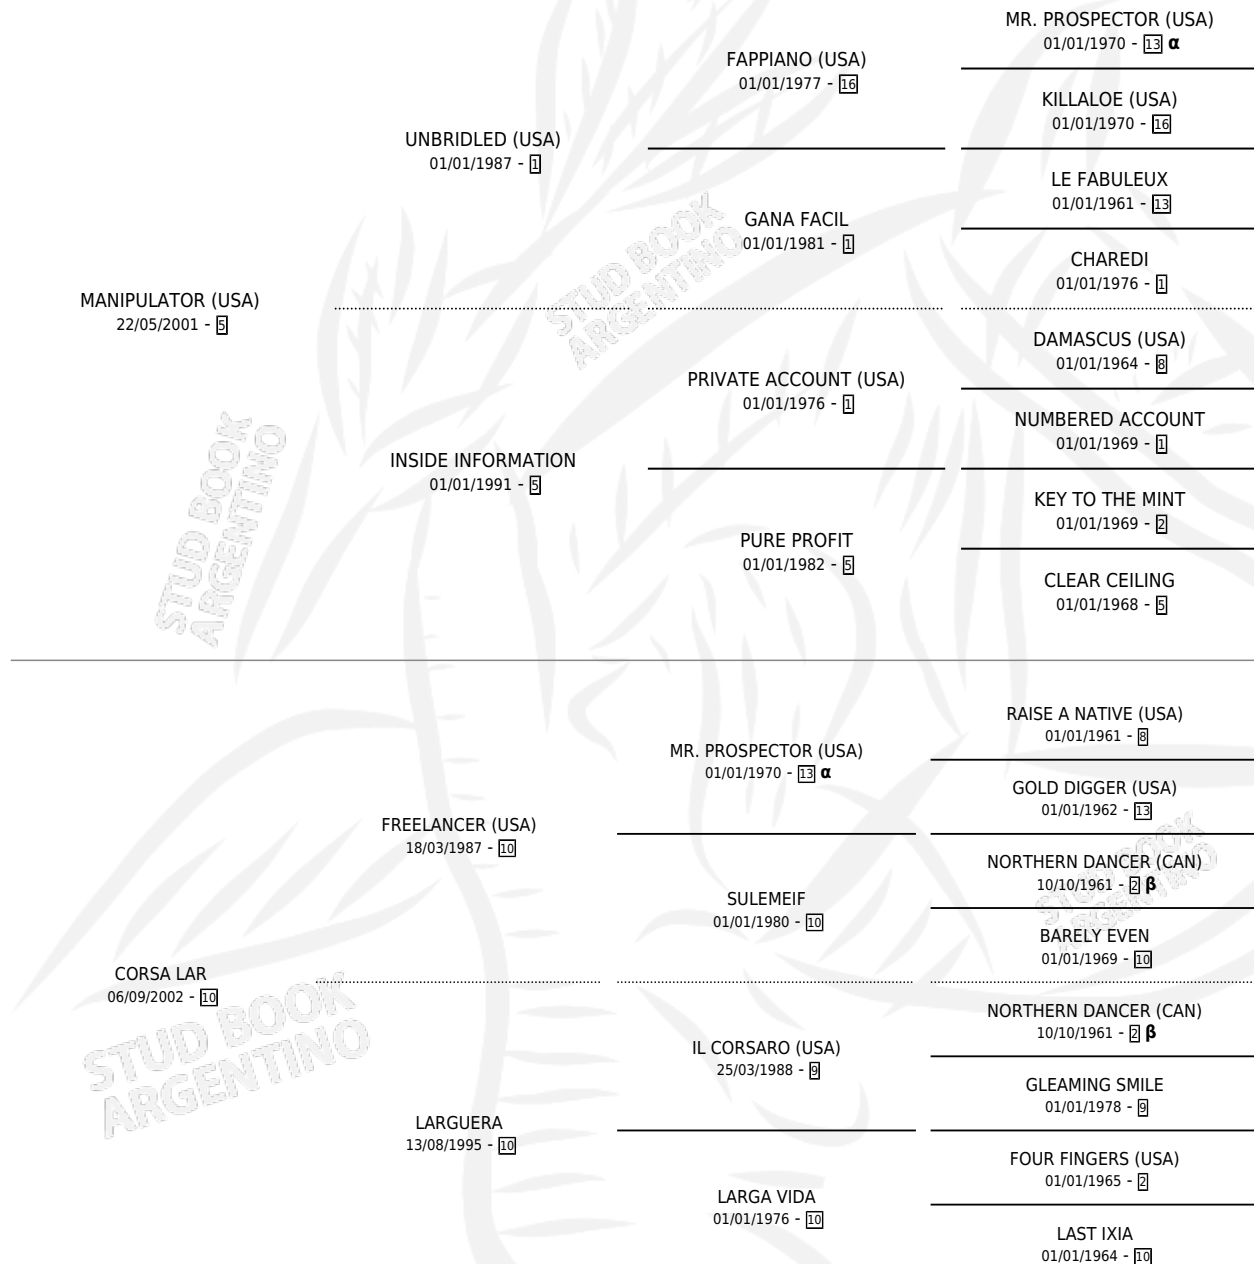 MR. PROSPECTOR (USA)
01/01/1970 - 13 α
FAPPIANO (USA)
01/01/1977 - 16
KILLALOE (USA)
01/01/1970 - 16
UNBRIDLED (USA)
01/01/1987 - 1
LE FABULEUX
01/01/1961 - 13
GANA FACIL
01/01/1981 - 1
CHAREDI
01/01/1976 - 1
MANIPULATOR (USA)
22/05/2001 - 5
DAMASCUS (USA)
01/01/1964 - 8
PRIVATE ACCOUNT (USA)
01/01/1976 - 1
NUMBERED ACCOUNT
01/01/1969 - 1
INSIDE INFORMATION
01/01/1991 - 5
KEY TO THE MINT
01/01/1969 - 2
PURE PROFIT
01/01/1982 - 5
CLEAR CEILING
01/01/1968 - 5
RAISE A NATIVE (USA)
01/01/1961 - 8
MR. PROSPECTOR (USA)
01/01/1970 - 13 α
GOLD DIGGER (USA)
01/01/1962 - 13
FREELANCER (USA)
18/03/1987 - 10
NORTHERN DANCER (CAN)
10/10/1961 - 2 β
SULEMEIF
01/01/1980 - 10
BARELY EVEN
01/01/1969 - 10
CORSA LAR
06/09/2002 - 10
NORTHERN DANCER (CAN)
10/10/1961 - 2 β
IL CORSARO (USA)
25/03/1988 - 9
GLEAMING SMILE
01/01/1978 - 9
LARGUERA
13/08/1995 - 10
FOUR FINGERS (USA)
01/01/1965 - 2
LARGA VIDA
01/01/1976 - 10
LAST IXIA
01/01/1964 - 10
STUD BOOK
ARGENTINO
STUD BOOK
ARGENTINO
STUD BOOK
ARGENTINO
STUD BOOK
ARGENTINO